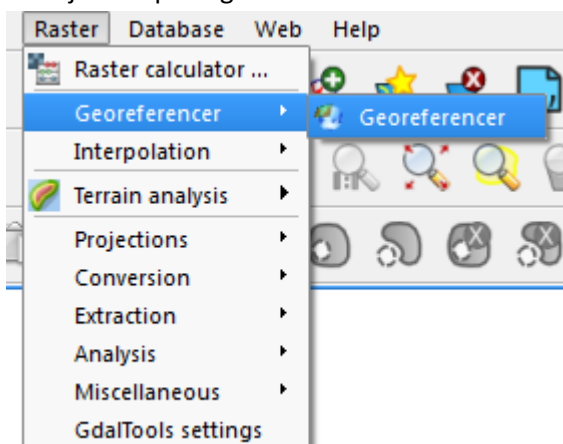 Raster Database Web Help
Raster calculator ...
Georeferencer Georeferencer
Interpolation
Terrain analysis
Projections
Conversion
Extraction
Analysis
Miscellaneous
GdalTools settings